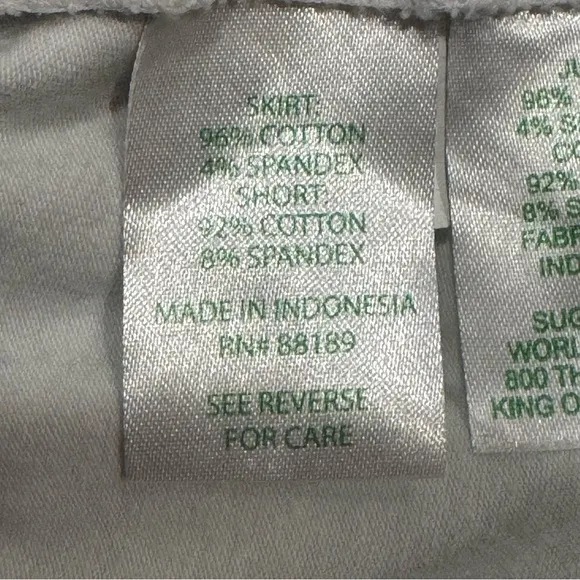 SKIRT:
96% COTTON
4% SPANDEX
SHORT:
92% COTTON
8% SPANDEX
MADE IN INDONESIA
RN# 88189
SEE REVERSE
FOR CARE
96%
4% S
CO
92%
8% S
FABR
IND
SUG
WORL
800 TH
KING O